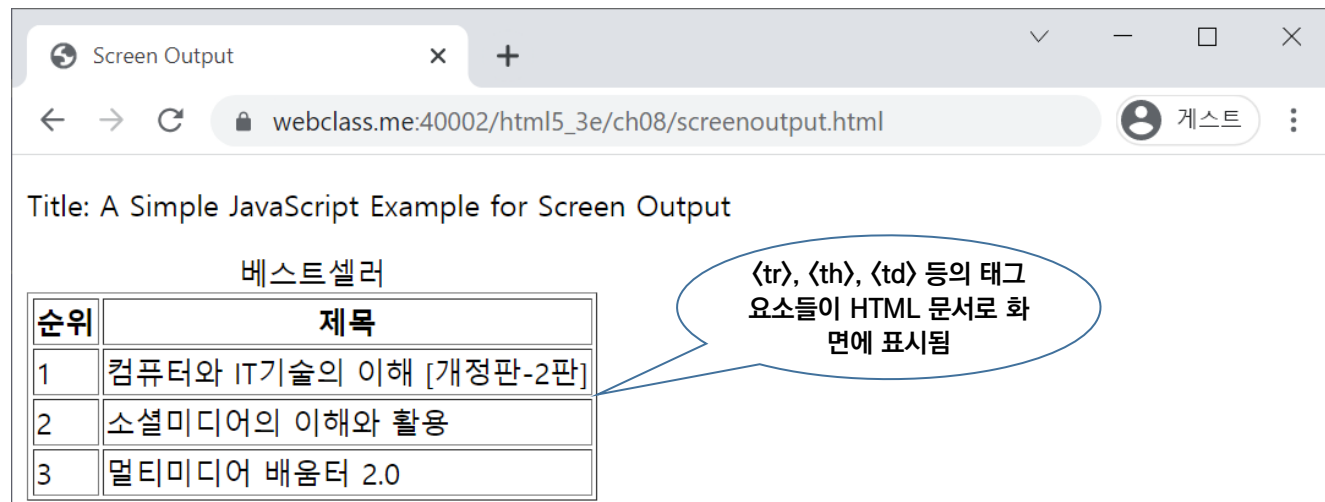 Screen Output
webclass.me:40002/html5_3e/ch08/screenoutput.html
게스트
Title: A Simple JavaScript Example for Screen Output
베스트셀러
순위 제목
1 컴퓨터와 IT기술의 이해 [개정판-2판]
2 소셜미디어의 이해와 활용
3 멀티미디어 배움터 2.0
〈tr〉, 〈th〉, 〈td〉 등의 태그
요소들이 HTML 문서로 화
면에 표시됨